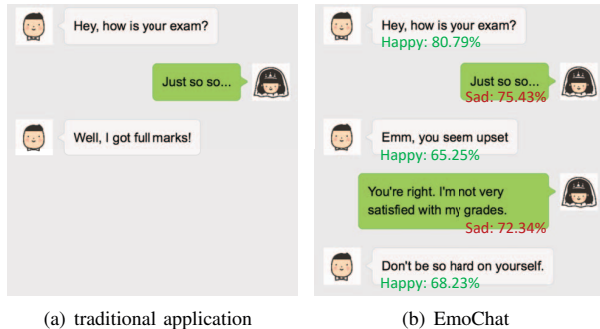 Hey, how is your exam?
Just so so...
Well, I got full marks!
(a) traditional application
Hey, how is your exam?
Happy: 80.79%
Just so so...
Sad: 75.43%
Emm, you seem upset
Happy: 65.25%
You're right. I'm not very
satisfied with my grades.
Sad: 72.34%
Don't be so hard on yourself.
Happy: 68.23%
(b) EmoChat